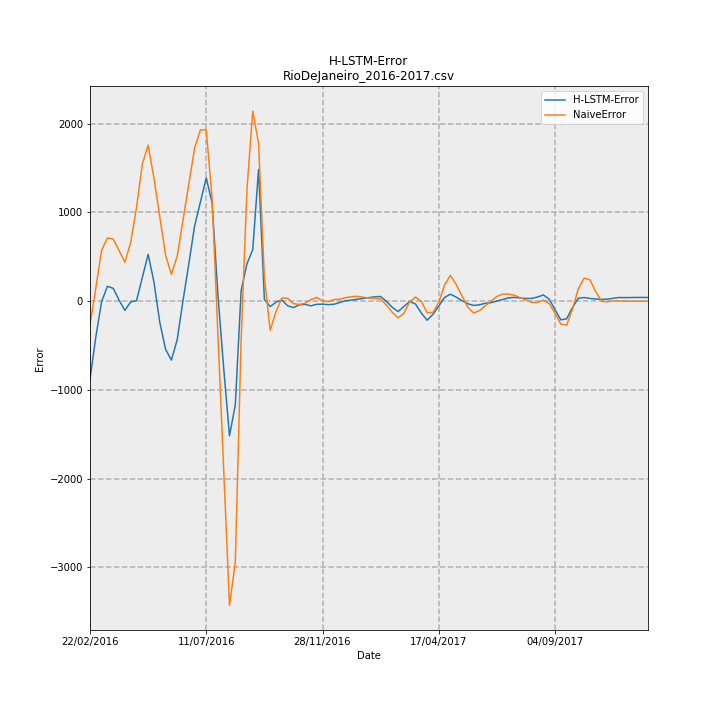 H-LSTM-Error
RioDeJaneiro_2016-2017.csv
H-LSTM-Error
NaiveError
2000
1000
0
−1000
−2000
−3000
Error
22/02/2016
11/07/2016
28/11/2016
17/04/2017
04/09/2017
Date